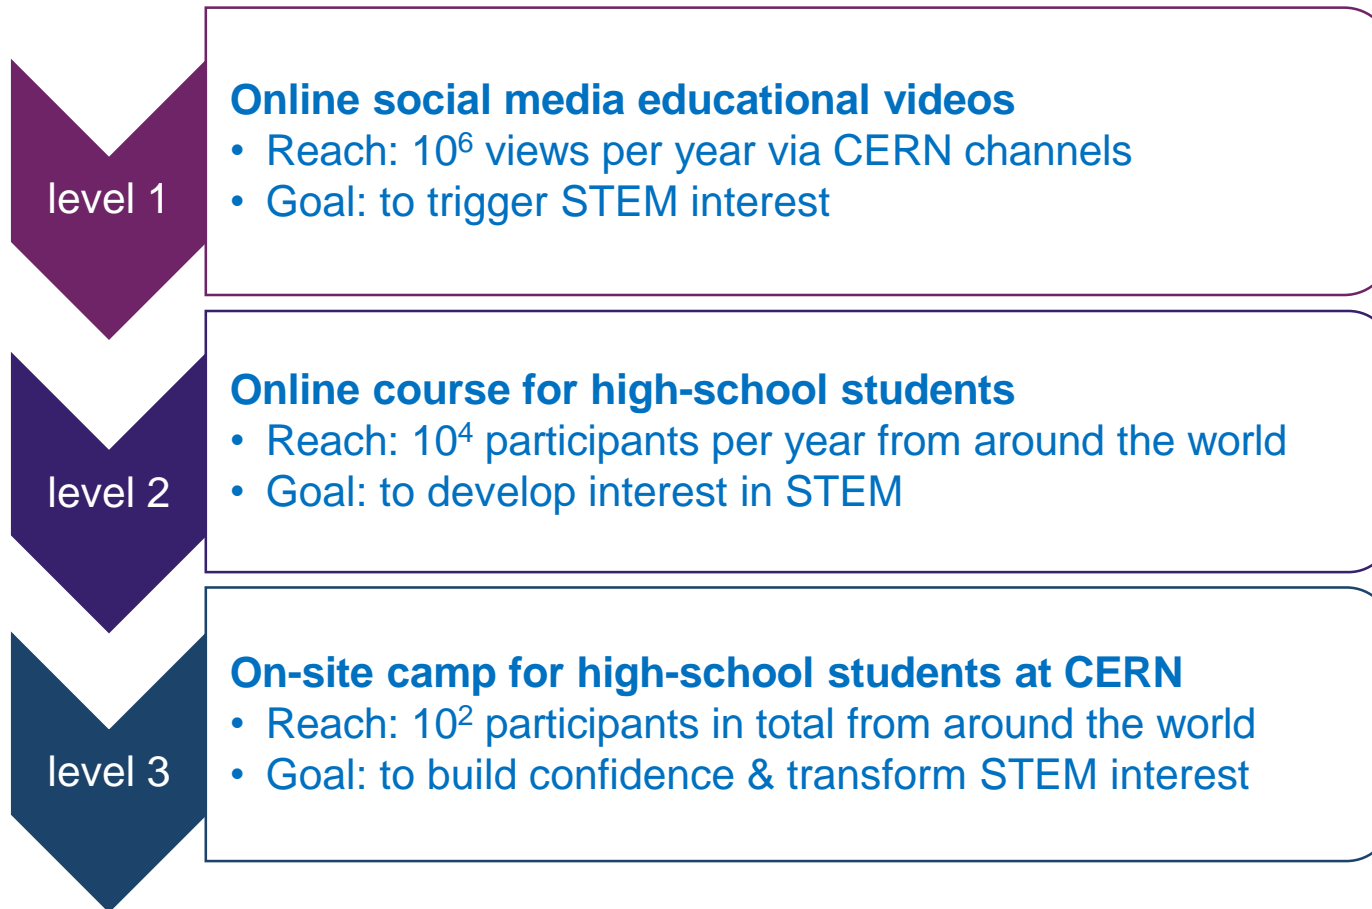 level 1
Online social media educational videos
• Reach: 10⁶ views per year via CERN channels
• Goal: to trigger STEM interest
level 2
Online course for high-school students
• Reach: 10⁴ participants per year from around the world
• Goal: to develop interest in STEM
level 3
On-site camp for high-school students at CERN
• Reach: 10² participants in total from around the world
• Goal: to build confidence & transform STEM interest